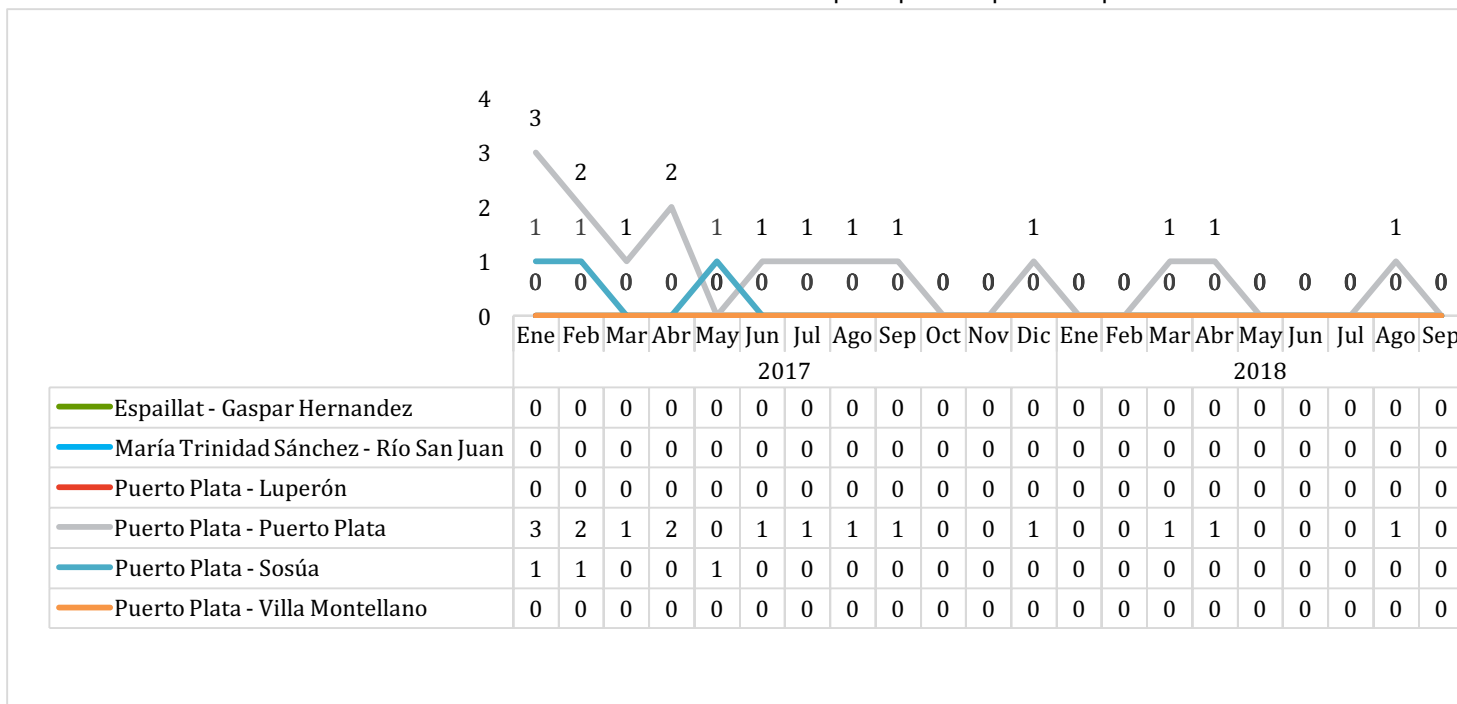 4
3
3
2
2
2
1 1 1 1 1 1 1 1 1 1 1 1
1
0 0 0 0 0 0 0 0 0 0 0 0 0 0 0 0 0 0 0 0 0
0
Ene Feb Mar Abr May Jun Jul Ago Sep Oct Nov Dic Ene Feb Mar Abr May Jun Jul Ago Sep
2017 2018
Espaillat - Gaspar Hernandez 0 0 0 0 0 0 0 0 0 0 0 0 0 0 0 0 0 0 0 0 0
María Trinidad Sánchez - Río San Juan 0 0 0 0 0 0 0 0 0 0 0 0 0 0 0 0 0 0 0 0 0
Puerto Plata - Luperón 0 0 0 0 0 0 0 0 0 0 0 0 0 0 0 0 0 0 0 0 0
Puerto Plata - Puerto Plata 3 2 1 2 0 1 1 1 1 0 0 1 0 0 1 1 0 0 0 1 0
Puerto Plata - Sosúa 1 1 0 0 1 0 0 0 0 0 0 0 0 0 0 0 0 0 0 0 0
Puerto Plata - Villa Montellano 0 0 0 0 0 0 0 0 0 0 0 0 0 0 0 0 0 0 0 0 0